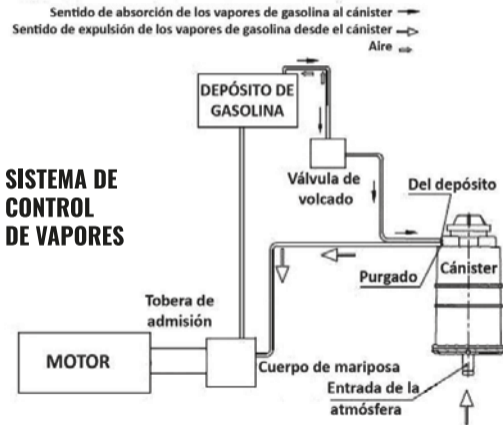 Sentido de absorción de los vapores de gasolina al cánister
Sentido de expulsión de los vapores de gasolina desde el cánister
Aire
DEPÓSITO DE
GASOLINA
SISTEMA DE
CONTROL
DE VAPORES
Válvula de
volcado
Del depósito
Purgado
Cánister
Tobera de
admisión
MOTOR
Cuerpo de mariposa
Entrada de la
atmósfera